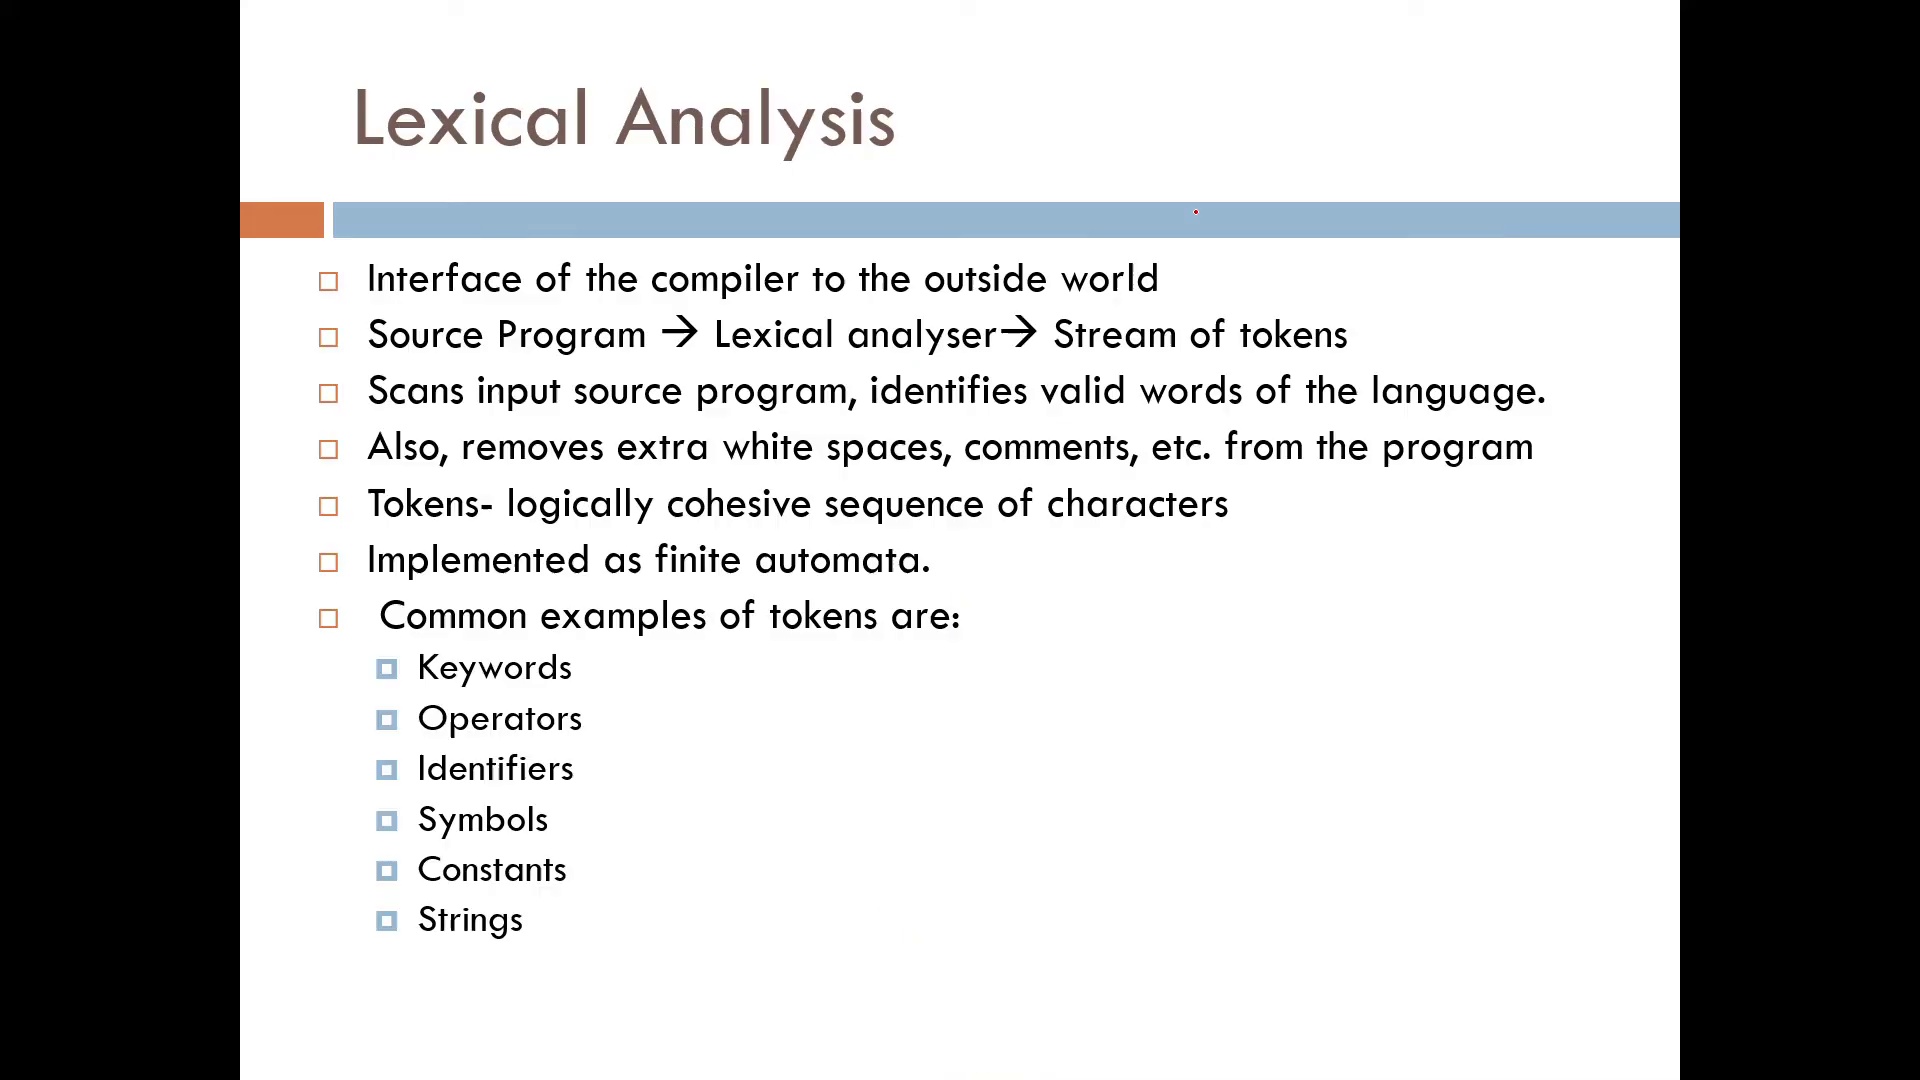 Lexical Analysis
Interface of the compiler to the outside world
Source Program → Lexical analyser→ Stream of tokens
Scans input source program, identifies valid words of the language.
Also, removes extra white spaces, comments, etc. from the program
Tokens- logically cohesive sequence of characters
Implemented as finite automata.
Common examples of tokens are:
Keywords
Operators
Identifiers
Symbols
Constants
Strings